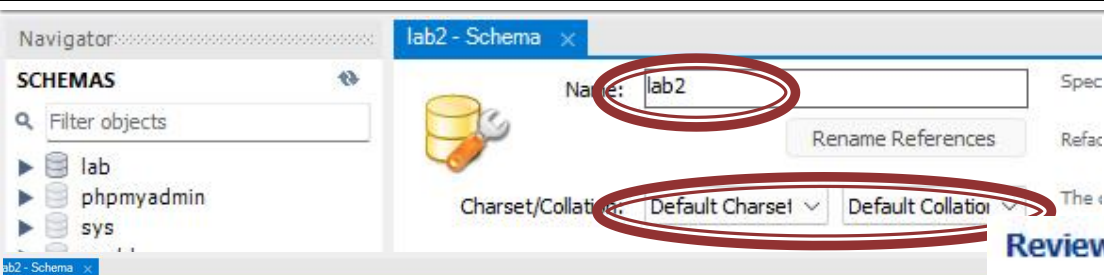 Navigator
lab2 - Schema ×
SCHEMAS
Name: lab2
Filter objects
Rename References
lab
phpmyadmin
Charset/Collation: Default Charset Default Collation
sys
Review
ab2 - Schema ×